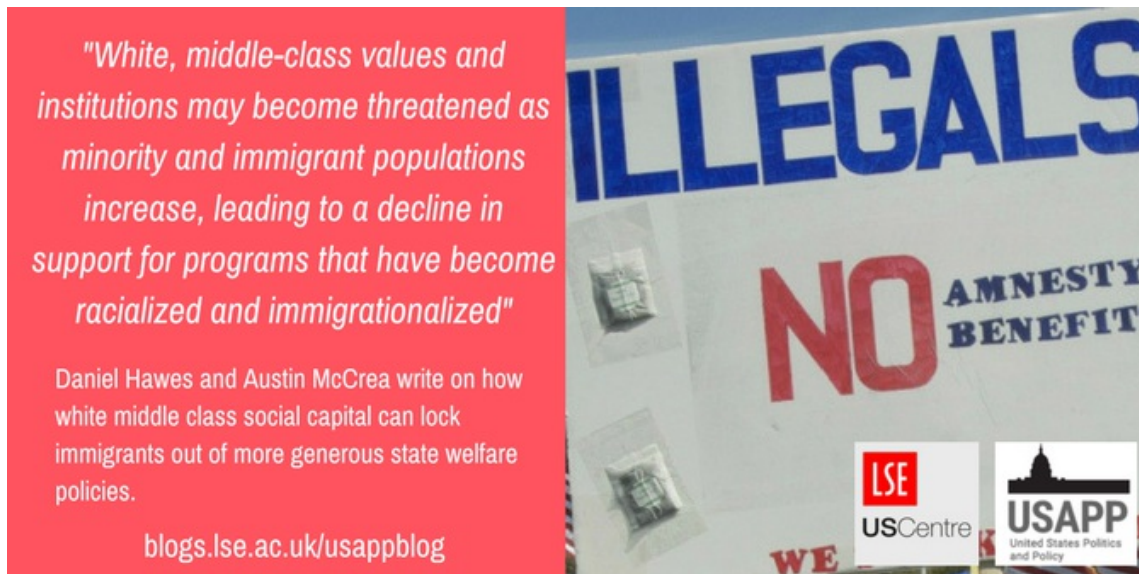 "White, middle-class values and
institutions may become threatened as
minority and immigrant populations
increase, leading to a decline in
support for programs that have become
racialized and immigrationalized"
Daniel Hawes and Austin McCrea write on how
white middle class social capital can lock
immigrants out of more generous state welfare
policies.
blogs.lse.ac.uk/usappblog
ILLEGALS
NO AMNESTY
BENEFIT
WE
LSE
USCentre
USAPP
United States Politics
and Policy